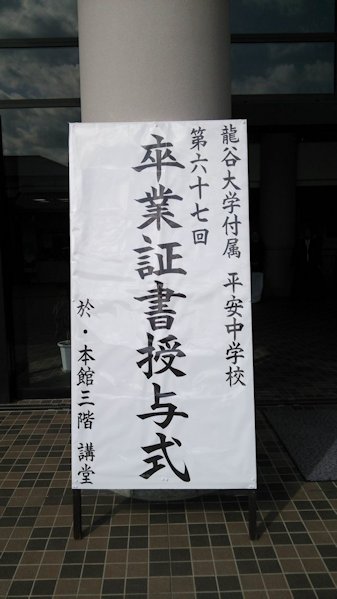 龍谷大学付属 平安中学校
第六十七回
卒業証書授与式
於・本館三階 講堂